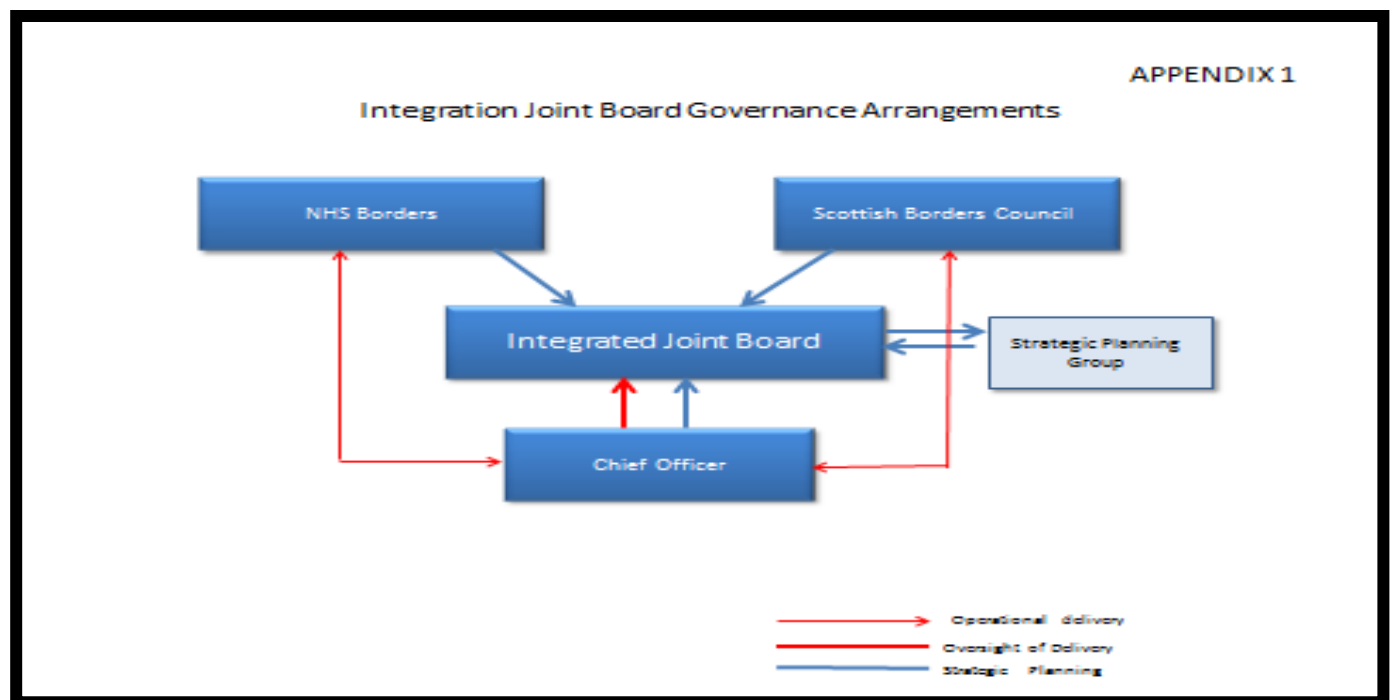 APPENDIX 1
Integration Joint Board Governance Arrangements
NHS Borders
Scottish Borders Council
Integrated Joint Board
Strategic Planning
Group
Chief Officer
Operational delivery
Oversight of Delivery
Strategic Planning